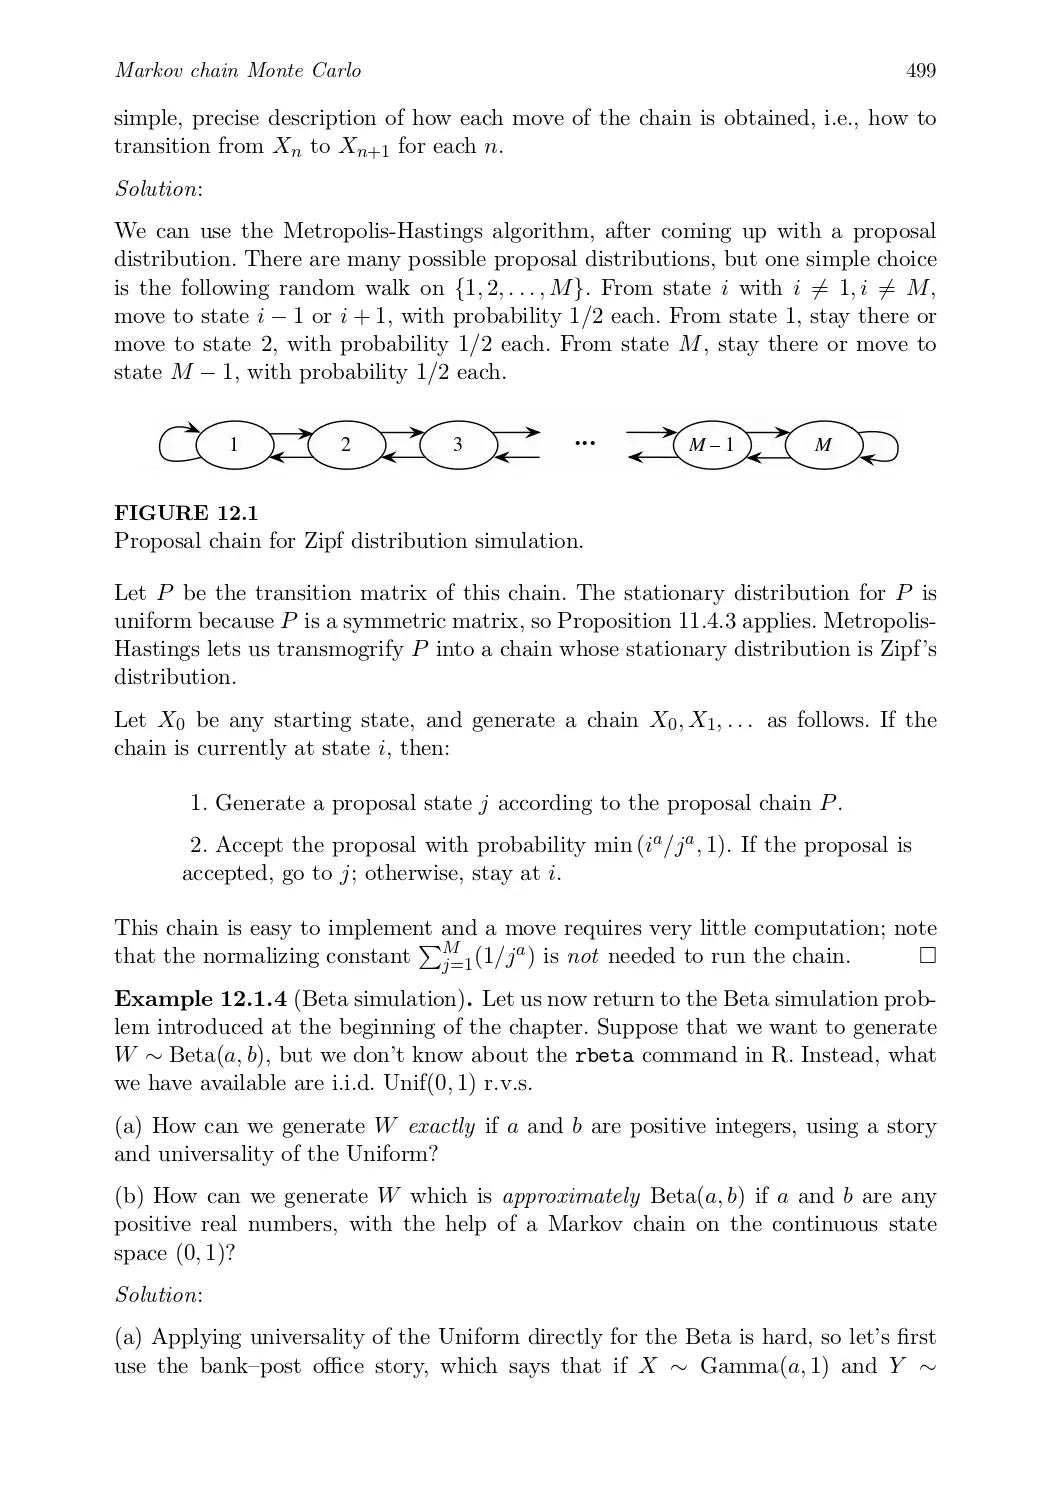 Markov chain Monte Carlo 499
simple, precise description of how each move of the chain is obtained, i.e., how to
transition from Xₙ to Xₙ₊₁ for each n.
Solution:
We can use the Metropolis-Hastings algorithm, after coming up with a proposal
distribution. There are many possible proposal distributions, but one simple choice
is the following random walk on {1, 2, . . . , M}. From state i with i ≠ 1, i ≠ M,
move to state i − 1 or i + 1, with probability 1/2 each. From state 1, stay there or
move to state 2, with probability 1/2 each. From state M, stay there or move to
state M − 1, with probability 1/2 each.
1 2 3 ... M – 1 M
FIGURE 12.1
Proposal chain for Zipf distribution simulation.
Let P be the transition matrix of this chain. The stationary distribution for P is
uniform because P is a symmetric matrix, so Proposition 11.4.3 applies. Metropolis-
Hastings lets us transmogrify P into a chain whose stationary distribution is Zipf's
distribution.
Let X₀ be any starting state, and generate a chain X₀, X₁, . . . as follows. If the
chain is currently at state i, then:
1. Generate a proposal state j according to the proposal chain P.
2. Accept the proposal with probability min (iᵃ/jᵃ, 1). If the proposal is
accepted, go to j; otherwise, stay at i.
This chain is easy to implement and a move requires very little computation; note
that the normalizing constant ∑ᴹⱼ₌₁(1/jᵃ) is not needed to run the chain. □
Example 12.1.4 (Beta simulation). Let us now return to the Beta simulation prob-
lem introduced at the beginning of the chapter. Suppose that we want to generate
W ∼ Beta(a, b), but we don't know about the rbeta command in R. Instead, what
we have available are i.i.d. Unif(0, 1) r.v.s.
(a) How can we generate W exactly if a and b are positive integers, using a story
and universality of the Uniform?
(b) How can we generate W which is approximately Beta(a, b) if a and b are any
positive real numbers, with the help of a Markov chain on the continuous state
space (0, 1)?
Solution:
(a) Applying universality of the Uniform directly for the Beta is hard, so let's first
use the bank–post office story, which says that if X ∼ Gamma(a, 1) and Y ∼